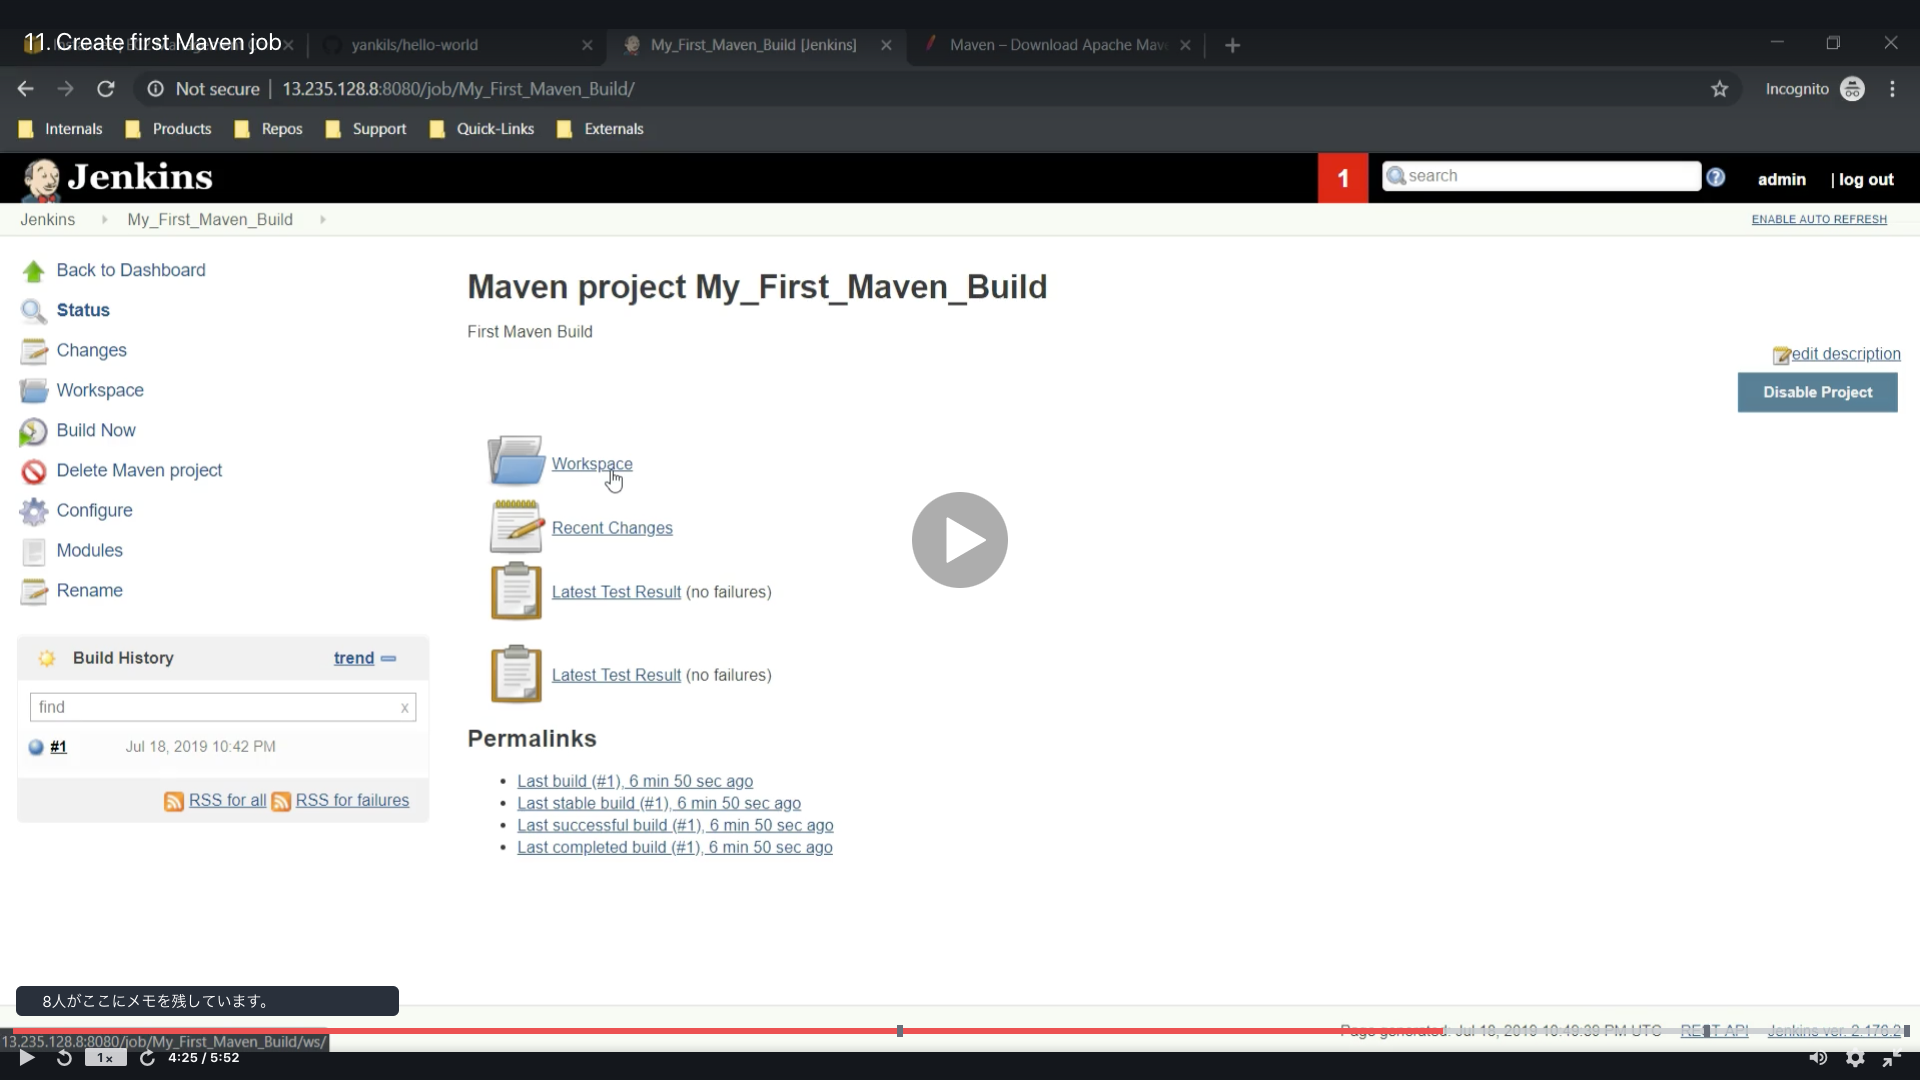 11. Create first Maven job
yankils/hello-world
My_First_Maven_Build [Jenkins]
Maven – Download Apache Mav
Not secure | 13.235.128.8:8080/job/My_First_Maven_Build/
Incognito
Internals
Products
Repos
Support
Quick-Links
Externals
Jenkins
1
search
admin
| log out
Jenkins
My_First_Maven_Build
ENABLE AUTO REFRESH
Back to Dashboard
Status
Changes
Workspace
Build Now
Delete Maven project
Configure
Modules
Rename
Build History
trend
find
x
#1
Jul 18, 2019 10:42 PM
RSS for all
RSS for failures
Maven project My_First_Maven_Build
First Maven Build
edit description
Disable Project
Workspace
Recent Changes
Latest Test Result (no failures)
Latest Test Result (no failures)
Permalinks
Last build (#1), 6 min 50 sec ago
Last stable build (#1), 6 min 50 sec ago
Last successful build (#1), 6 min 50 sec ago
Last completed build (#1), 6 min 50 sec ago
8人がここにメモを残しています。
Page generated: Jul 18, 2019 10:49:39 PM UTC
REST API
Jenkins ver. 2.176.2
13.235.128.8:8080/job/My_First_Maven_Build/ws/
1x
4:25 / 5:52